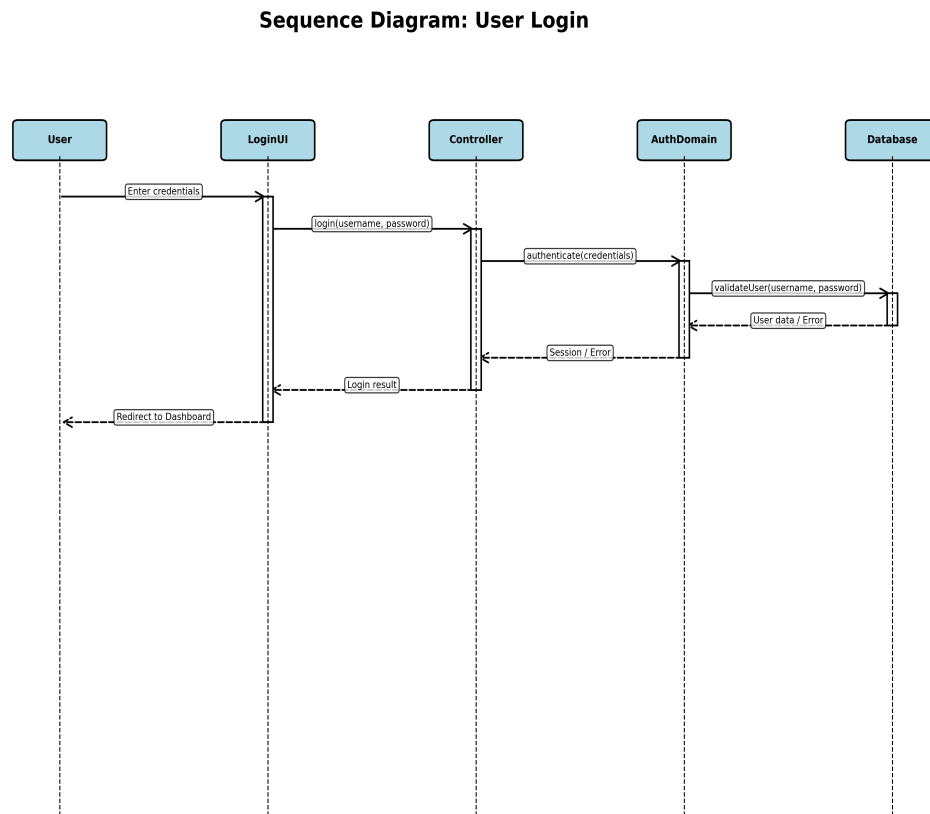 Sequence Diagram: User Login
User
LoginUI
Controller
AuthDomain
Database
Enter credentials
login(username, password)
authenticate(credentials)
validateUser(username, password)
User data / Error
Session / Error
Login result
Redirect to Dashboard